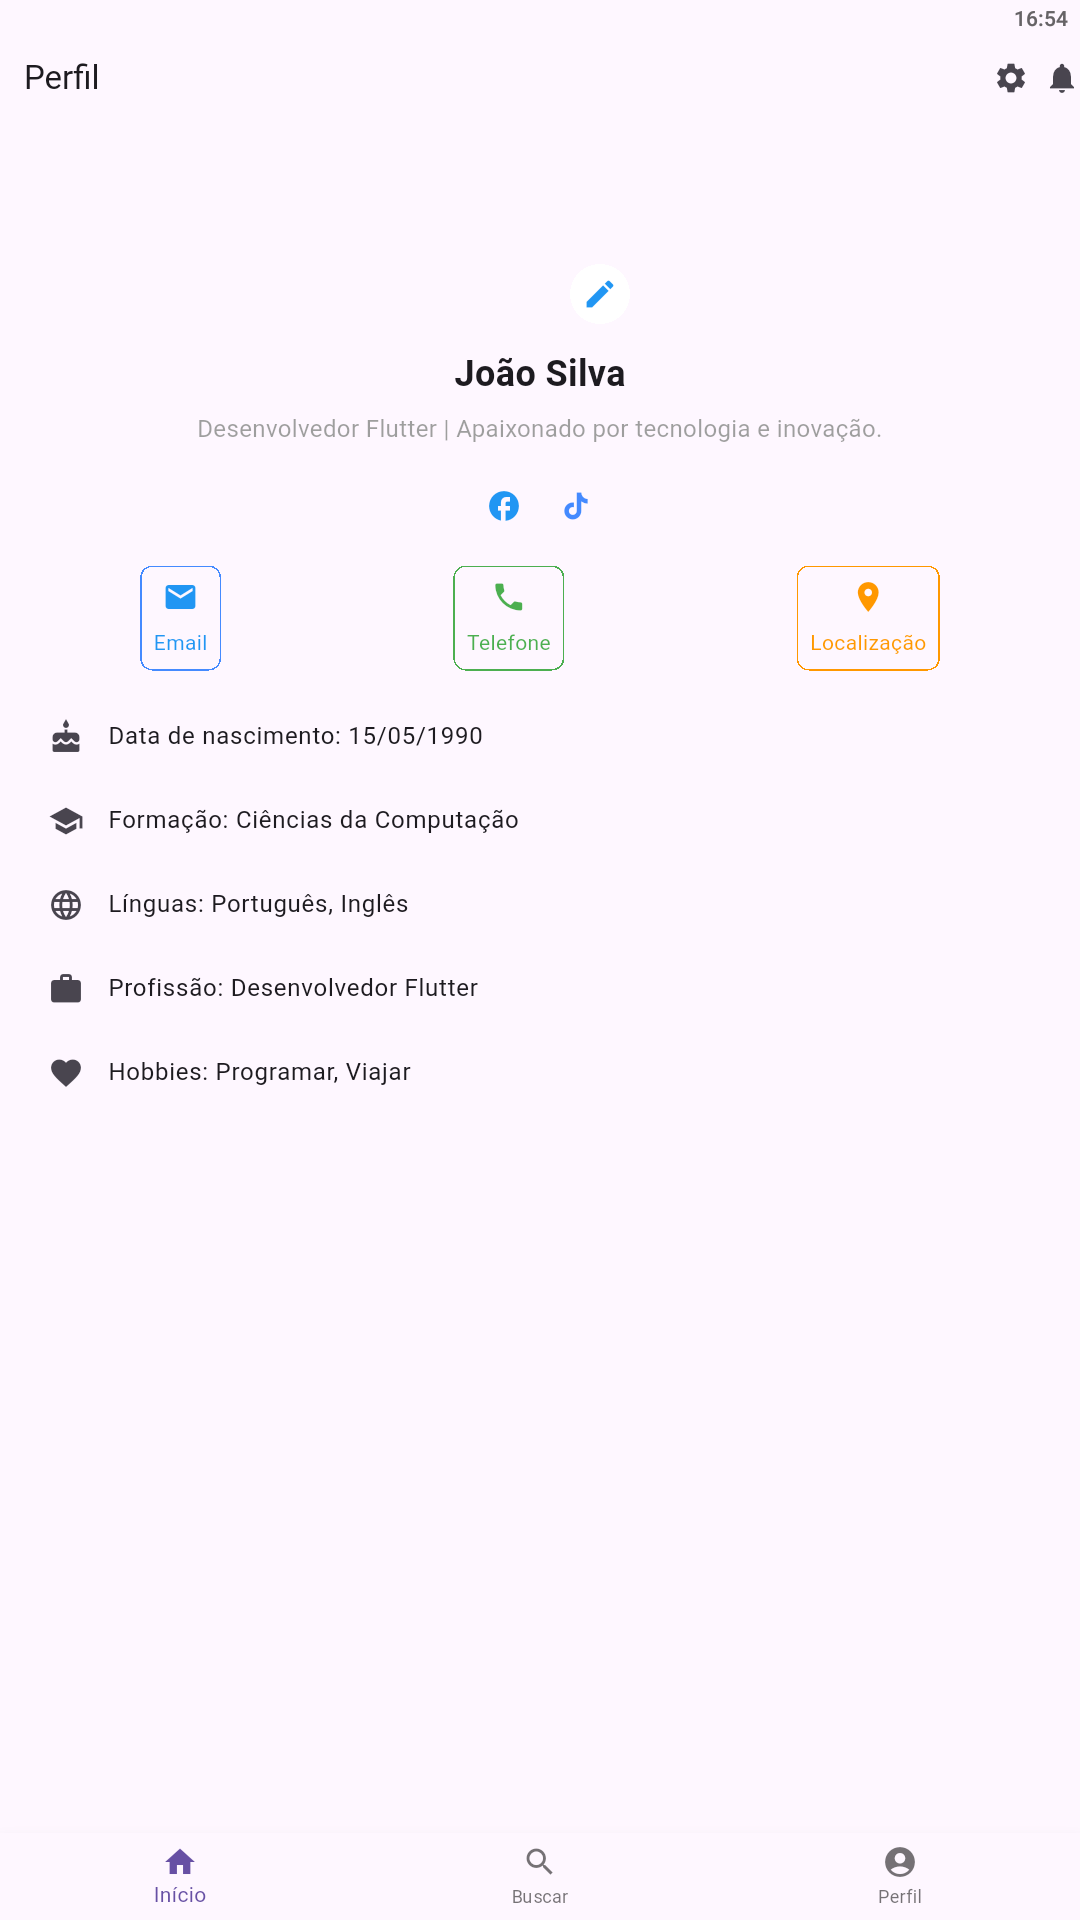 16:54
Perfil
João Silva
Desenvolvedor Flutter | Apaixonado por tecnologia e inovação.
Email
Telefone
Localização
Data de nascimento: 15/05/1990
Formação: Ciências da Computação
Línguas: Português, Inglês
Profissão: Desenvolvedor Flutter
Hobbies: Programar, Viajar
Início
Buscar
Perfil